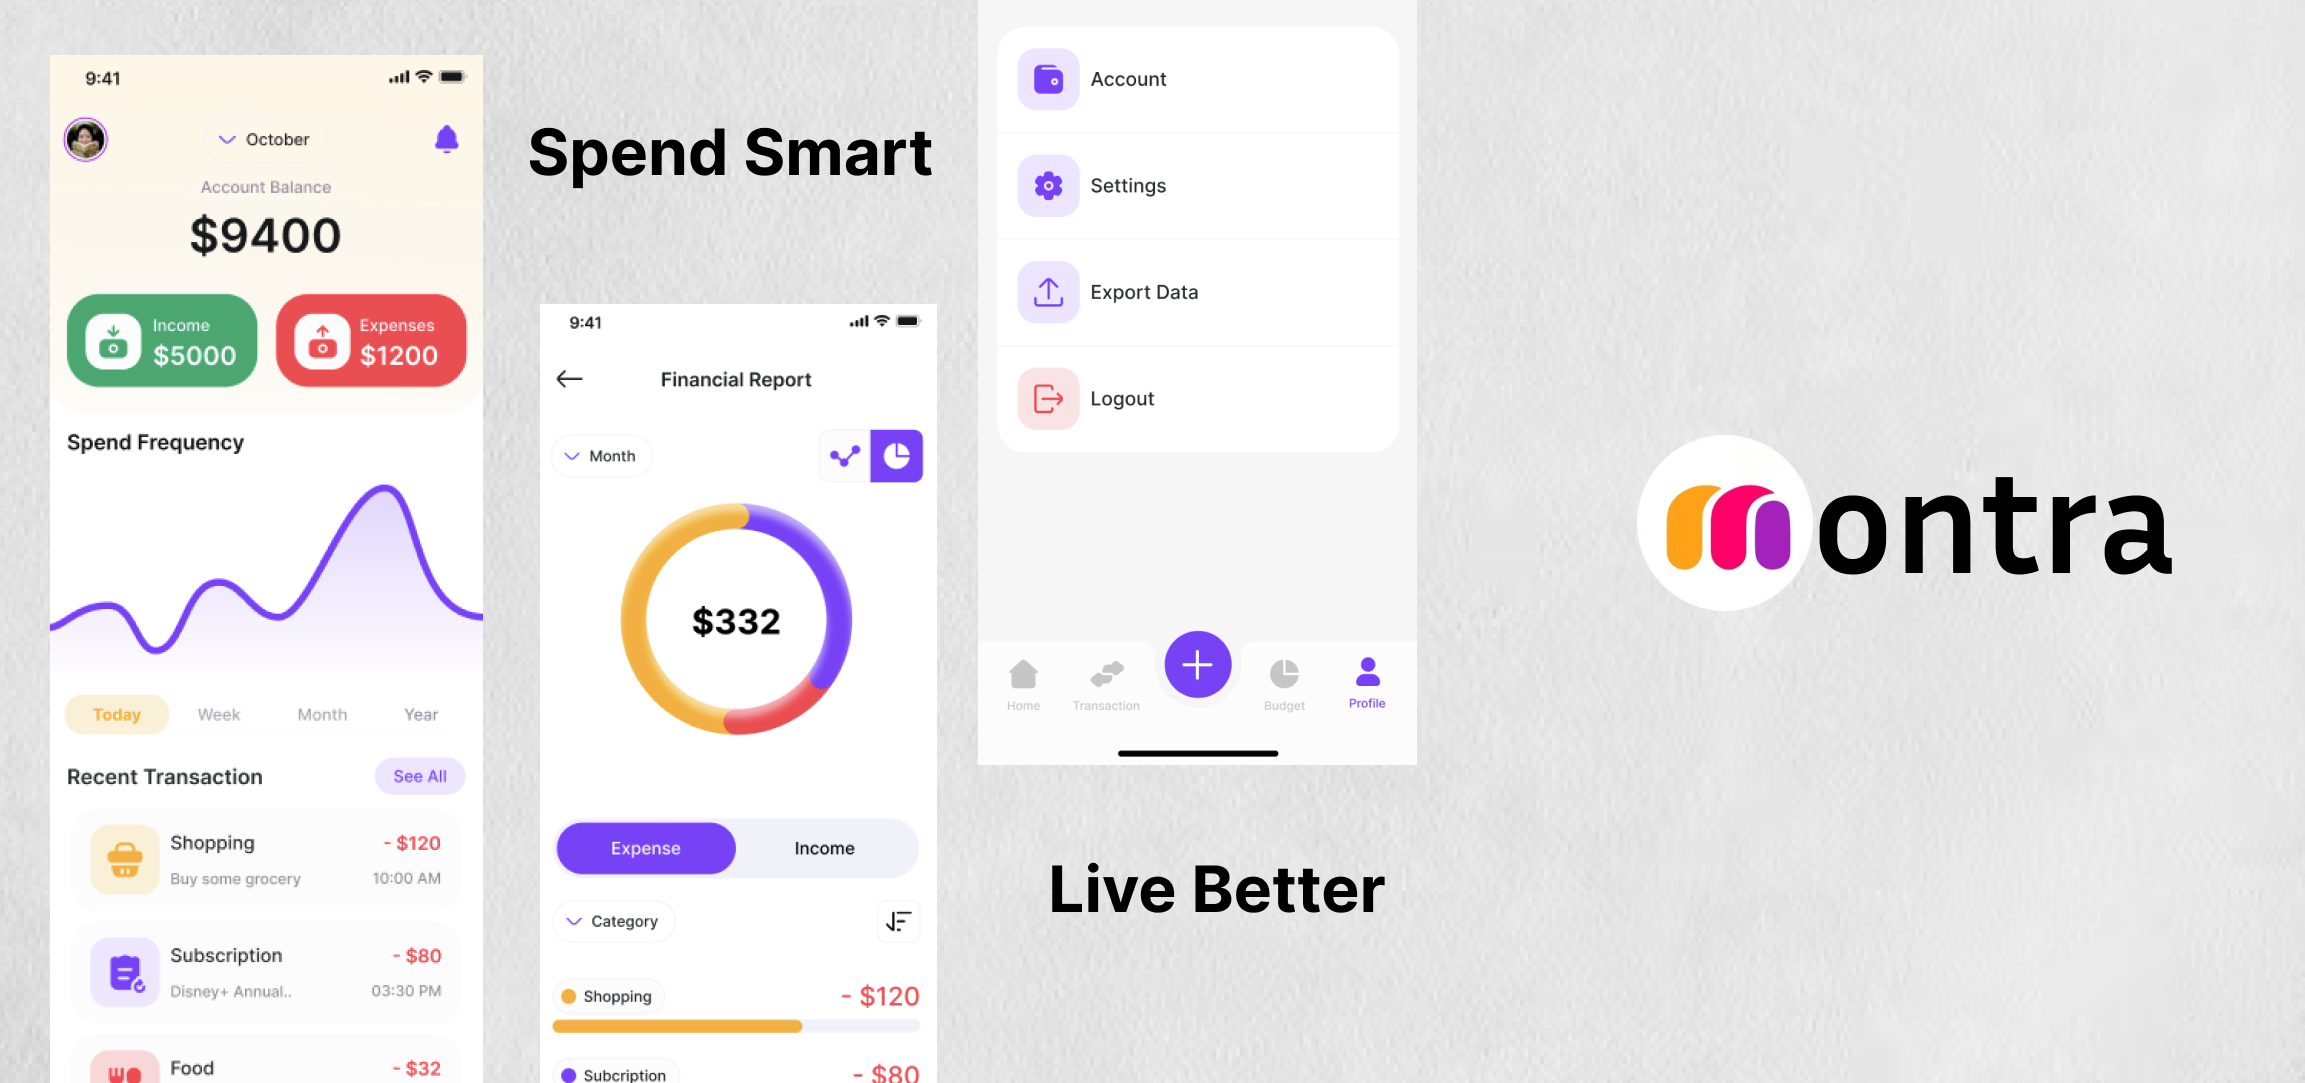 9:41
October
Account Balance
$9400
Income
$5000
Expenses
$1200
Spend Frequency
Today Week Month Year
Recent Transaction See All
Shopping - $120
Buy some grocery 10:00 AM
Subscription - $80
Disney+ Annual.. 03:30 PM
Food - $32
Spend Smart
9:41
Financial Report
Month
$332
Expense Income
Category
Shopping - $120
Subcription - $80
Account
Settings
Export Data
Logout
Home Transaction Budget Profile
Live Better
montra